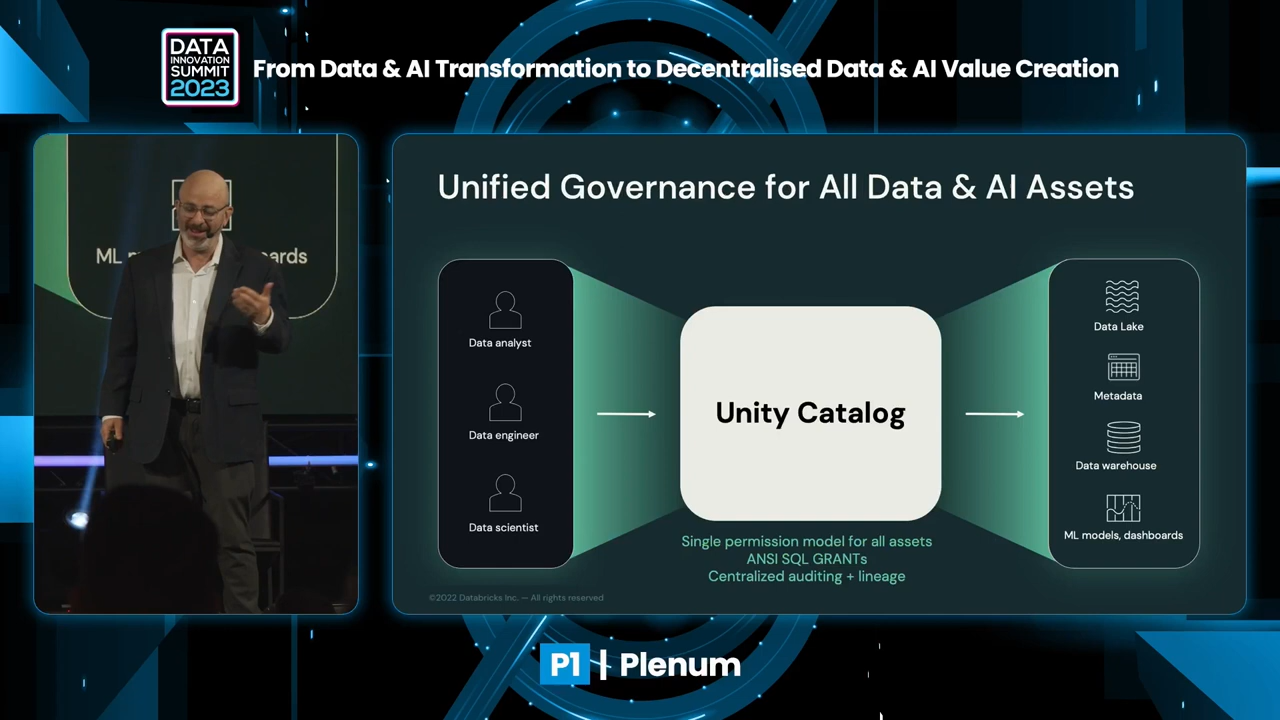 DATA
INNOVATION
SUMMIT
2023
From Data & AI Transformation to Decentralised Data & AI Value Creation
ML
ards
Unified Governance for All Data & AI Assets
Data analyst
Data engineer
Data scientist
Unity Catalog
Single permission model for all assets
ANSI SQL GRANTs
Centralized auditing + lineage
Data Lake
Metadata
Data warehouse
ML models, dashboards
©2022 Databricks Inc. — All rights reserved
P1 | Plenum